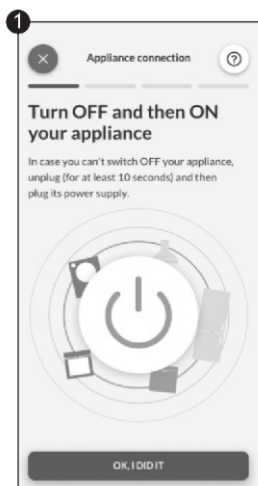 1
Appliance connection
?
Turn OFF and then ON
your appliance
In case you can't switch OFF your appliance,
unplug (for at least 10 seconds) and then
plug its power supply.
OK, I DID IT